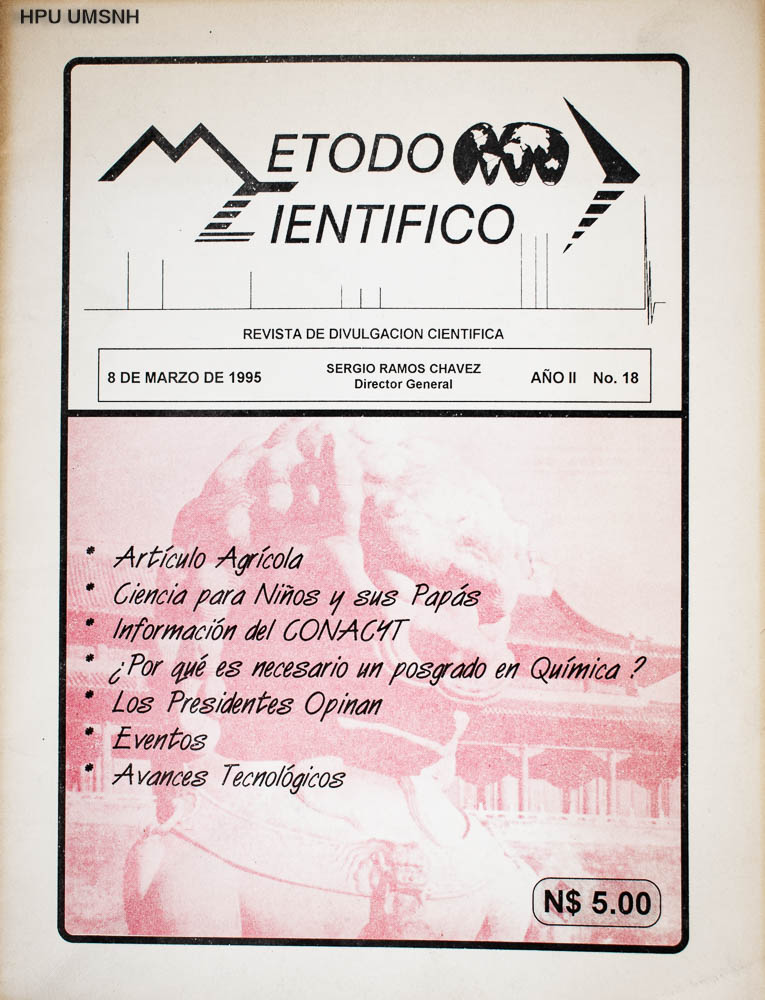 HPU UMSNH
METODO
CIENTIFICO
REVISTA DE DIVULGACION CIENTIFICA
8 DE MARZO DE 1995
SERGIO RAMOS CHAVEZ
Director General
AÑO II No. 18
* Artículo Agrícola
* Ciencia para Niños y sus Papás
* Información del CONACYT
* ¿Por qué es necesario un posgrado en Química ?
* Los Presidentes Opinan
* Eventos
* Avances Tecnológicos
N$ 5.00